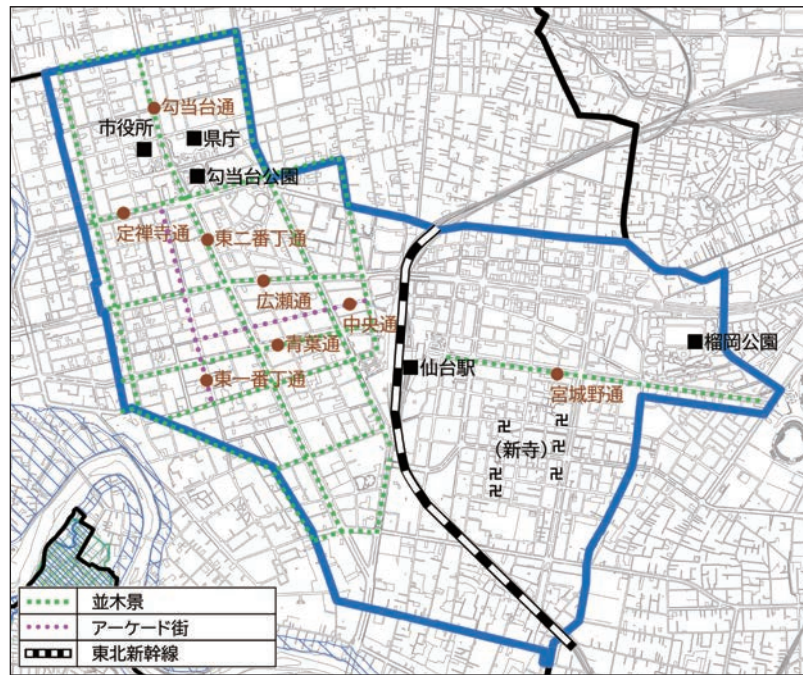 勾当台通
市役所
県庁
勾当台公園
定禅寺通
東二番丁通
広瀬通
中央通
青葉通
東一番丁通
仙台駅
榴岡公園
宮城野通
卍
卍
(新寺)
卍
卍
卍
卍
卍
並木景
アーケード街
東北新幹線